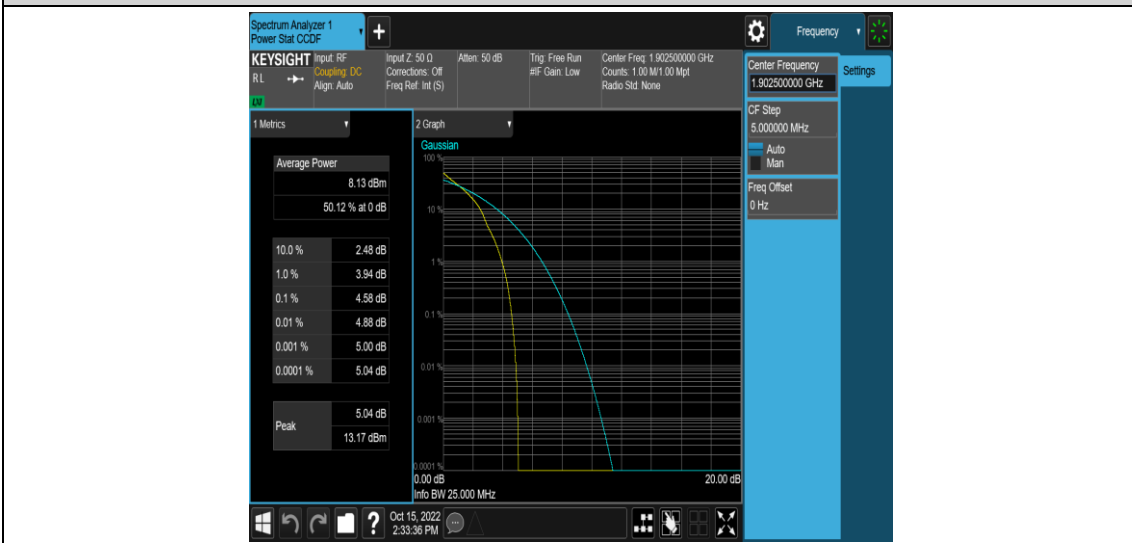 Spectrum Analyzer 1
Power Stat CCDF
+
Frequency
KEYSIGHT
RL
LXI
Input: RF
Coupling: DC
Align: Auto
Input Z: 50 Ω
Corrections: Off
Freq Ref: Int (S)
Atten: 50 dB
Trig: Free Run
#IF Gain: Low
Center Freq: 1.902500000 GHz
Counts: 1.00 M/1.00 Mpt
Radio Std: None
Center Frequency
1.902500000 GHz
Settings
CF Step
5.000000 MHz
Auto
Man
Freq Offset
0 Hz
1 Metrics
Average Power
8.13 dBm
50.12 % at 0 dB
10.0 % 2.48 dB
1.0 % 3.94 dB
0.1 % 4.58 dB
0.01 % 4.88 dB
0.001 % 5.00 dB
0.0001 % 5.04 dB
Peak
5.04 dB
13.17 dBm
2 Graph
Gaussian
100 %
10 %
1 %
0.1 %
0.01 %
0.001 %
0.0001 %
0.00 dB 20.00 dB
Info BW 25.000 MHz
?
Oct 15, 2022
2:33:36 PM